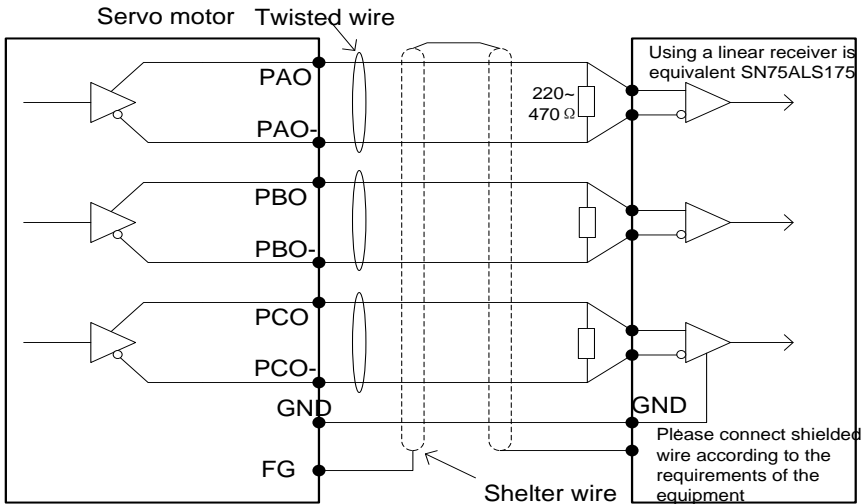 Servo motor
Twisted wire
Using a linear receiver is
equivalent SN75ALS175
PAO
220~
470 Ω
PAO-
PBO
PBO-
PCO
PCO-
GND
GND
Please connect shielded
wire according to the
requirements of the
equipment
FG
Shelter wire